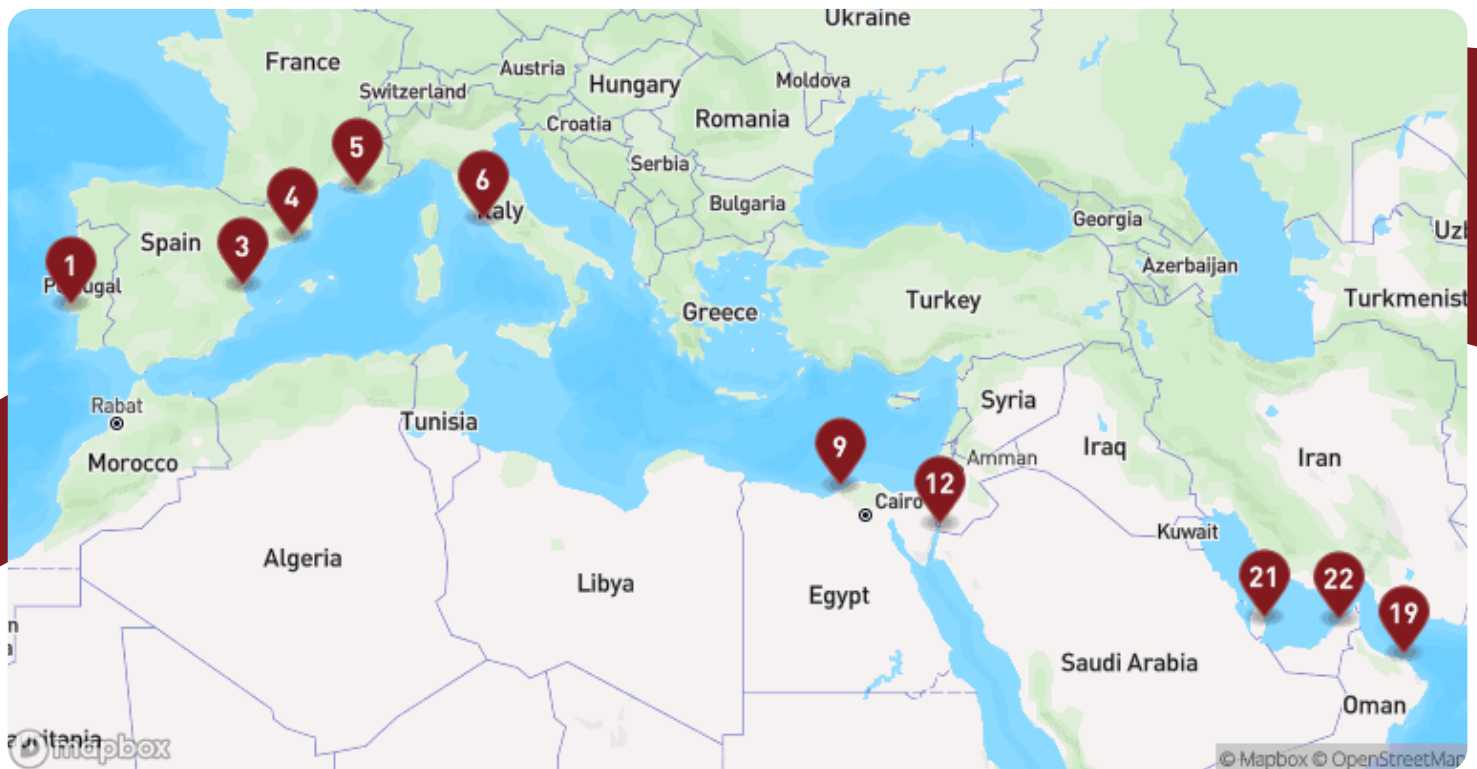 Ukraine
France
Austria
Switzerland
Hungary
Moldova
Croatia
Romania
5
Serbia
6
Italy
4
Bulgaria
Georgia
Spain
3
1
Portugal
Azerbaijan
Turkey
Turkmenist
Greece
Syria
Rabat
Tunisia
9
Amman
Iraq
Iran
Morocco
12
Cairo
Kuwait
Algeria
Libya
Egypt
21
22
19
Saudi Arabia
Oman
mapbox
© Mapbox © OpenStreetMap